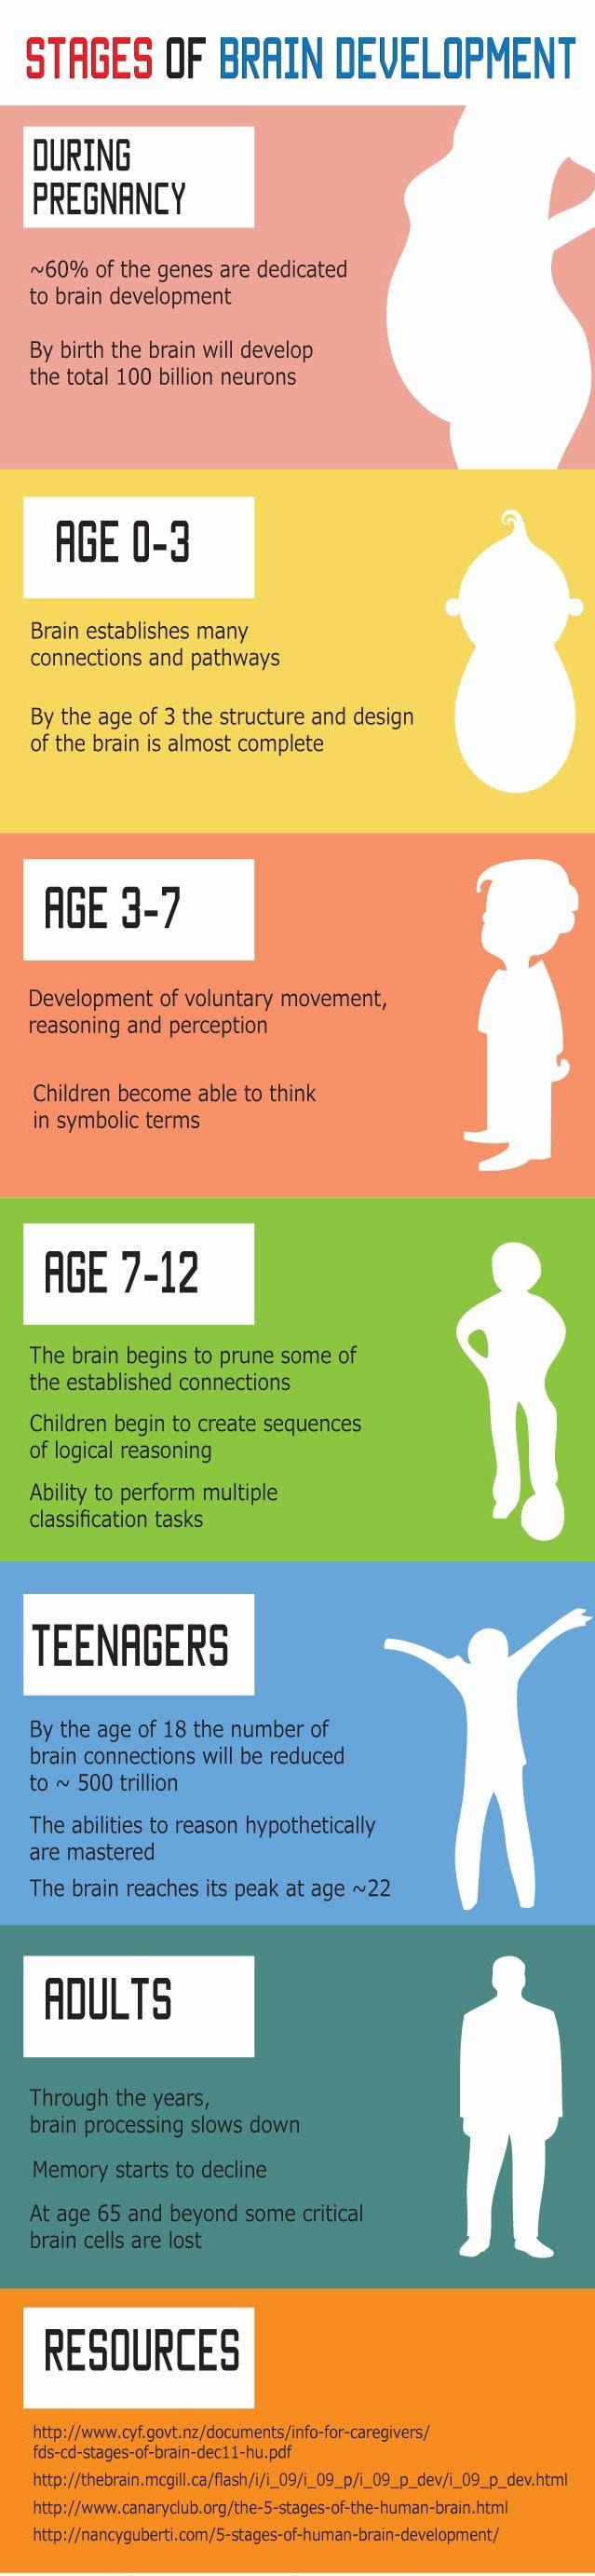 STAGES OF BRAIN DEVELOPMENT
DURING
PREGNANCY
~60% of the genes are dedicated
to brain development
By birth the brain will develop
the total 100 billion neurons
AGE 0-3
Brain establishes many
connections and pathways
By the age of 3 the structure and design
of the brain is almost complete
AGE 3-7
Development of voluntary movement,
reasoning and perception
Children become able to think
in symbolic terms
AGE 7-12
The brain begins to prune some of
the established connections
Children begin to create sequences
of logical reasoning
Ability to perform multiple
classification tasks
TEENAGERS
By the age of 18 the number of
brain connections will be reduced
to ~ 500 trillion
The abilities to reason hypothetically
are mastered
The brain reaches its peak at age ~22
ADULTS
Through the years,
brain processing slows down
Memory starts to decline
At age 65 and beyond some critical
brain cells are lost
RESOURCES
http://www.cyf.govt.nz/documents/info-for-caregivers/
fds-cd-stages-of-brain-dec11-hu.pdf
http://thebrain.mcgill.ca/flash/i/i_09/i_09_p/i_09_p_dev/i_09_p_dev.html
http://www.canaryclub.org/the-5-stages-of-the-human-brain.html
http://nancyguberti.com/5-stages-of-human-brain-development/